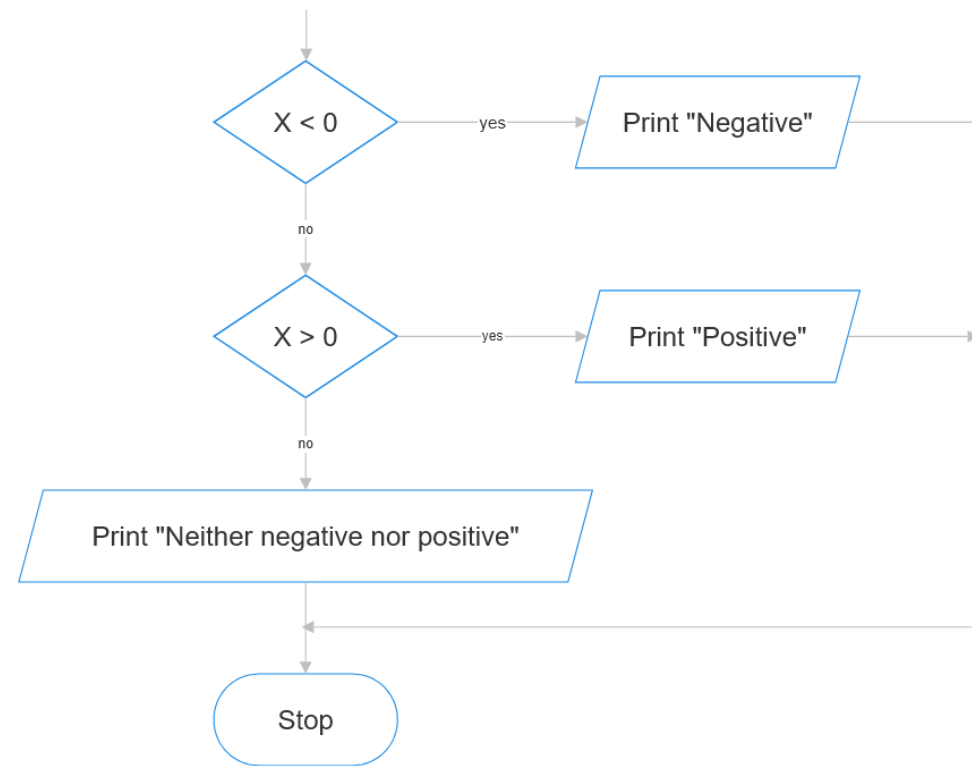 X < 0
yes
Print "Negative"
no
X > 0
yes
Print "Positive"
no
Print "Neither negative nor positive"
Stop